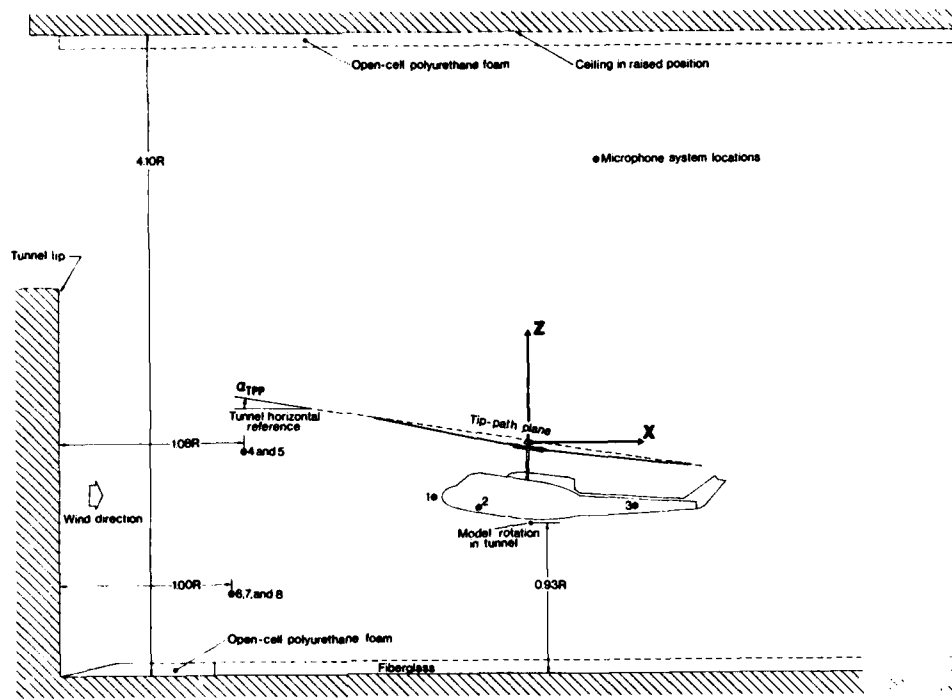 Open-cell polyurethane foam
Ceiling in raised position
4.10R
Microphone system locations
Tunnel lip
Z
αTPP
Tunnel horizontal
reference
Tip-path plane
X
1.08R
4 and 5
1
2
3
Wind direction
Model rotation
in tunnel
1.00R
6,7, and 8
0.93R
Open-cell polyurethane foam
Fiberglass